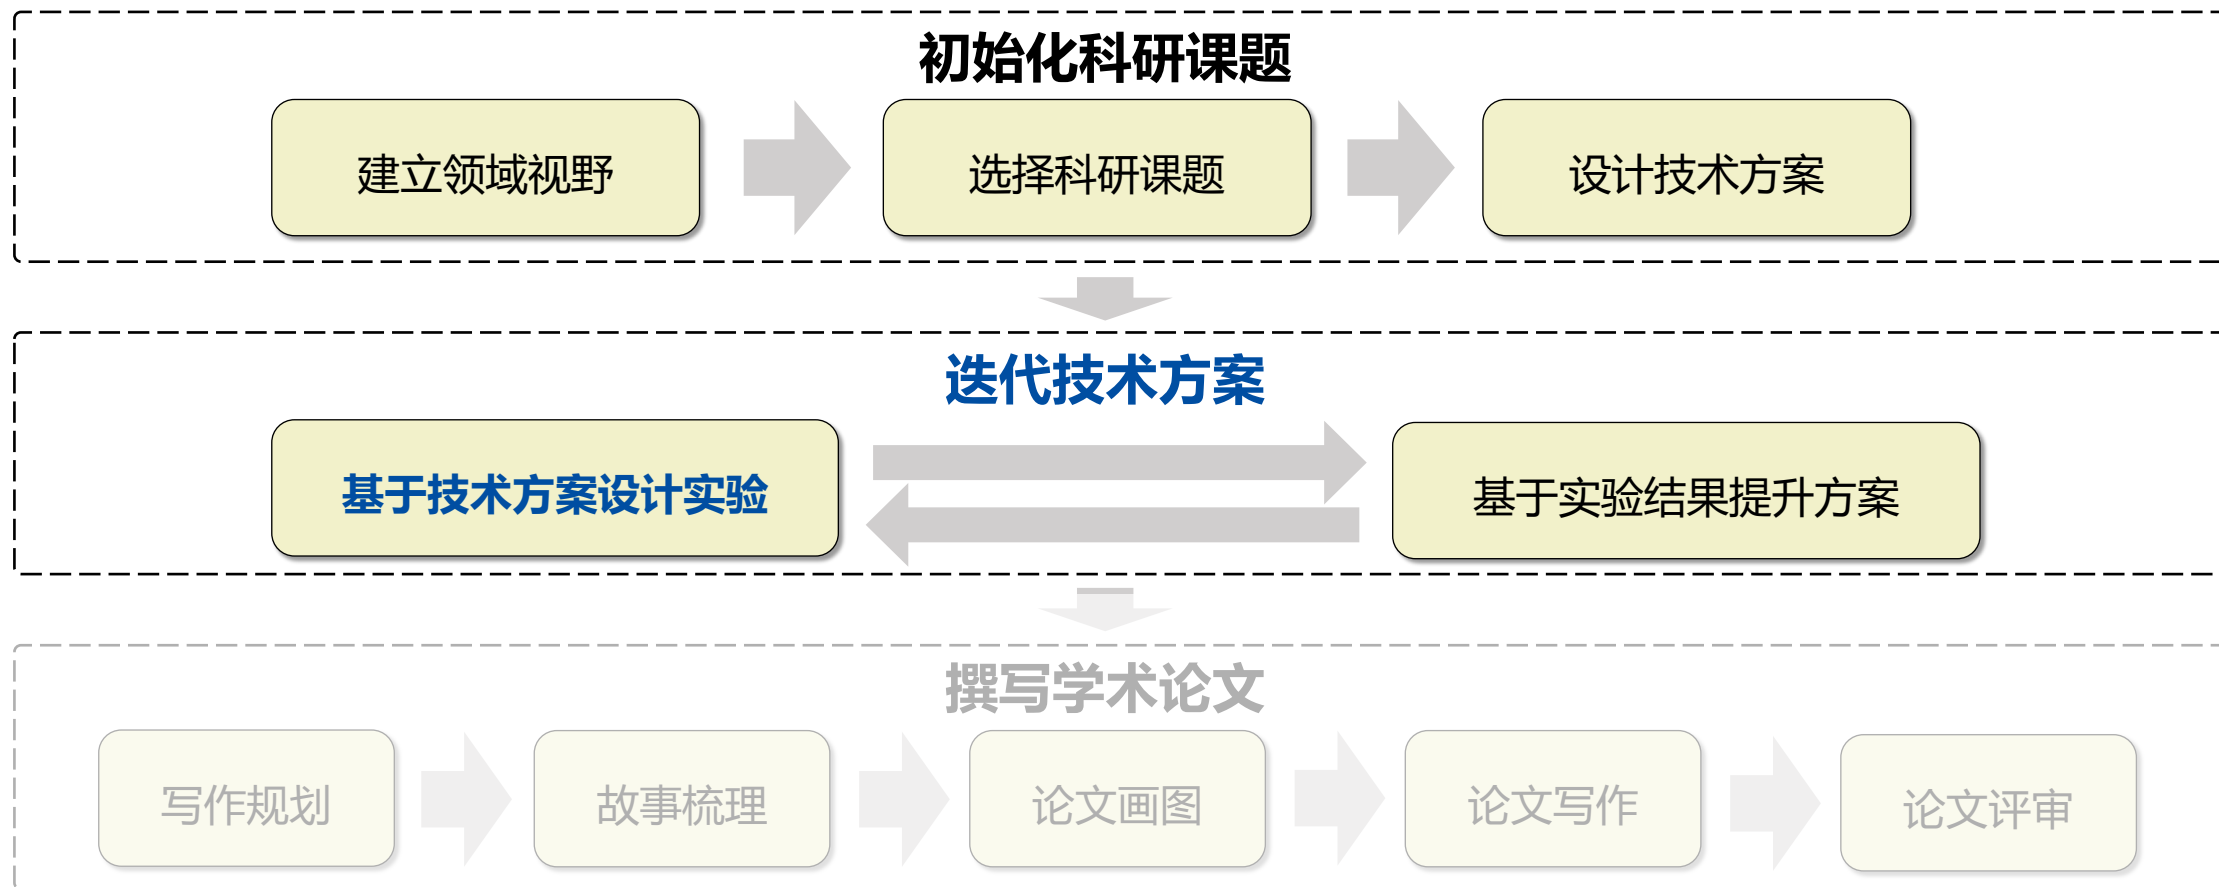 初始化科研课题
建立领域视野
选择科研课题
设计技术方案
迭代技术方案
基于技术方案设计实验
基于实验结果提升方案
撰写学术论文
写作规划
故事梳理
论文画图
论文写作
论文评审